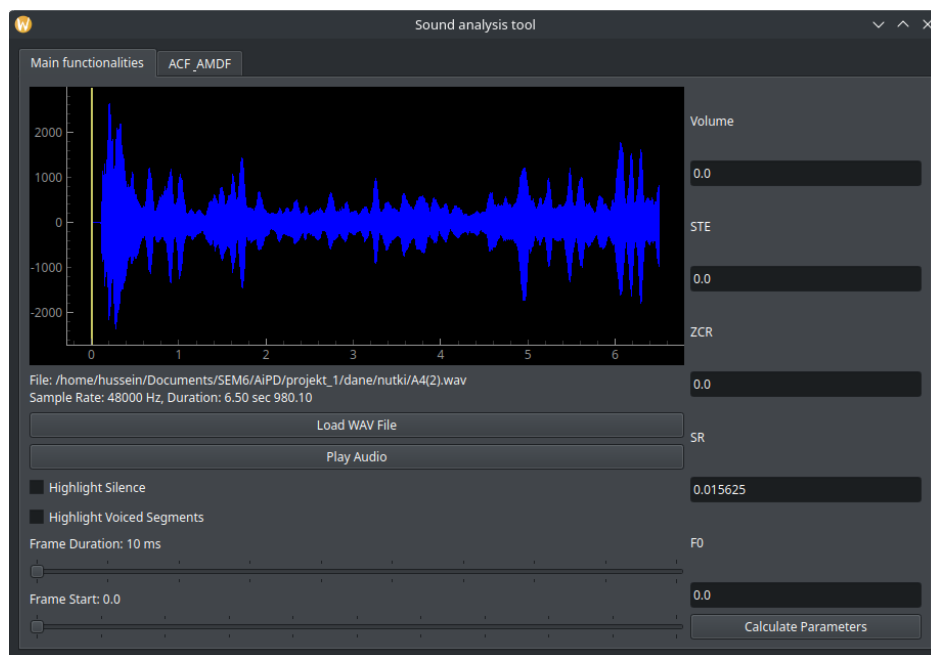 Sound analysis tool
Main functionalities
ACF_AMDF
2000
1000
0
-1000
-2000
0
1
2
3
4
5
6
File: /home/hussein/Documents/SEM6/AiPD/projekt_1/dane/nutki/A4(2).wav
Sample Rate: 48000 Hz, Duration: 6.50 sec 980.10
Load WAV File
Play Audio
Highlight Silence
Highlight Voiced Segments
Frame Duration: 10 ms
Frame Start: 0.0
Volume
0.0
STE
0.0
ZCR
0.0
SR
0.015625
F0
0.0
Calculate Parameters